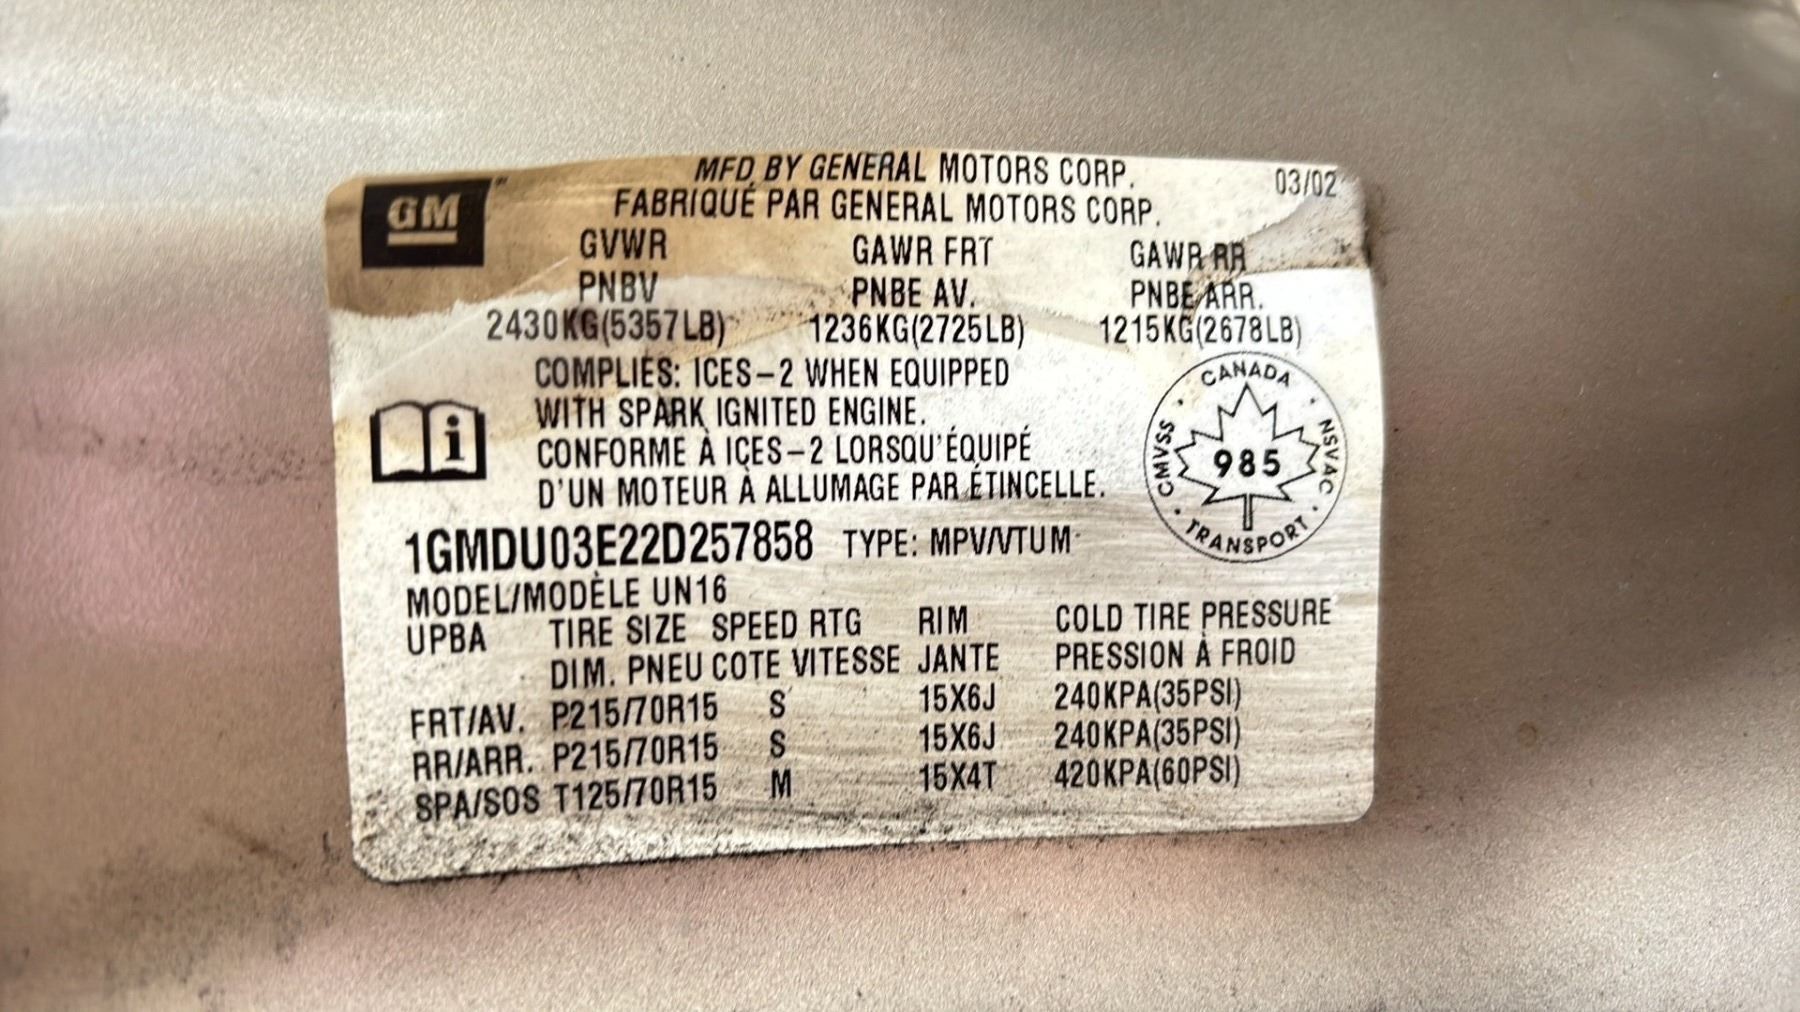 GM
MFD BY GENERAL MOTORS CORP.
03/02
FABRIQUÉ PAR GENERAL MOTORS CORP.
GVWR GAWR FRT GAWR RR
PNBV PNBE AV. PNBE ARR.
2430KG(5357LB) 1236KG(2725LB) 1215KG(2678LB)
COMPLIES: ICES-2 WHEN EQUIPPED
WITH SPARK IGNITED ENGINE.
CONFORME À ICES-2 LORSQU'ÉQUIPÉ
D'UN MOTEUR À ALLUMAGE PAR ÉTINCELLE.
i
CANADA
CMVSS 985 NSVAC
TRANSPORT
1GMDU03E22D257858 TYPE: MPV/VTUM
MODEL/MODÈLE UN16
UPBA TIRE SIZE SPEED RTG RIM COLD TIRE PRESSURE
DIM. PNEU COTE VITESSE JANTE PRESSION À FROID
FRT/AV. P215/70R15 S 15X6J 240KPA(35PSI)
RR/ARR. P215/70R15 S 15X6J 240KPA(35PSI)
SPA/SOS T125/70R15 M 15X4T 420KPA(60PSI)